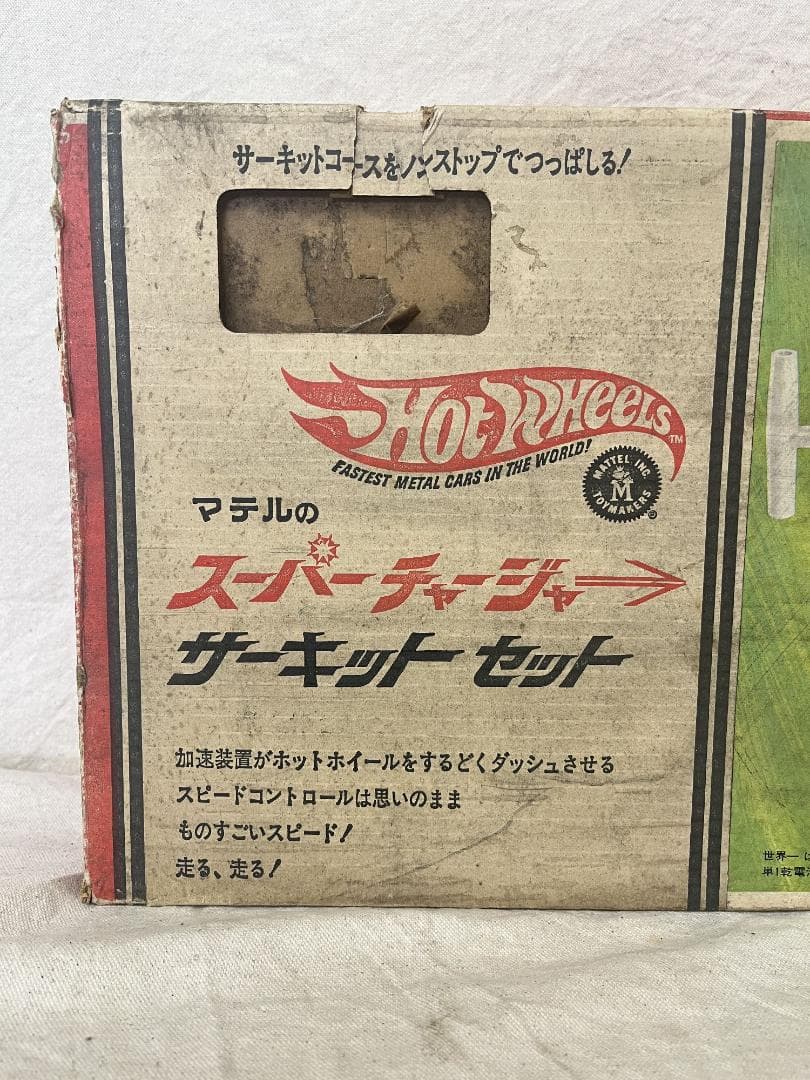 サーキットコースをノンストップでつっぱしる!
HOT WHEELS TM
FASTEST METAL CARS IN THE WORLD!
MATTEL, INC.
M
TOYMAKERS ®
マテルの
スーパーチャージャー
サーキット セット
加速装置がホットホイールをするどくダッシュさせる
スピードコントロールは思いのまま
ものすごいスピード!
走る、走る!
世界一
単1乾電